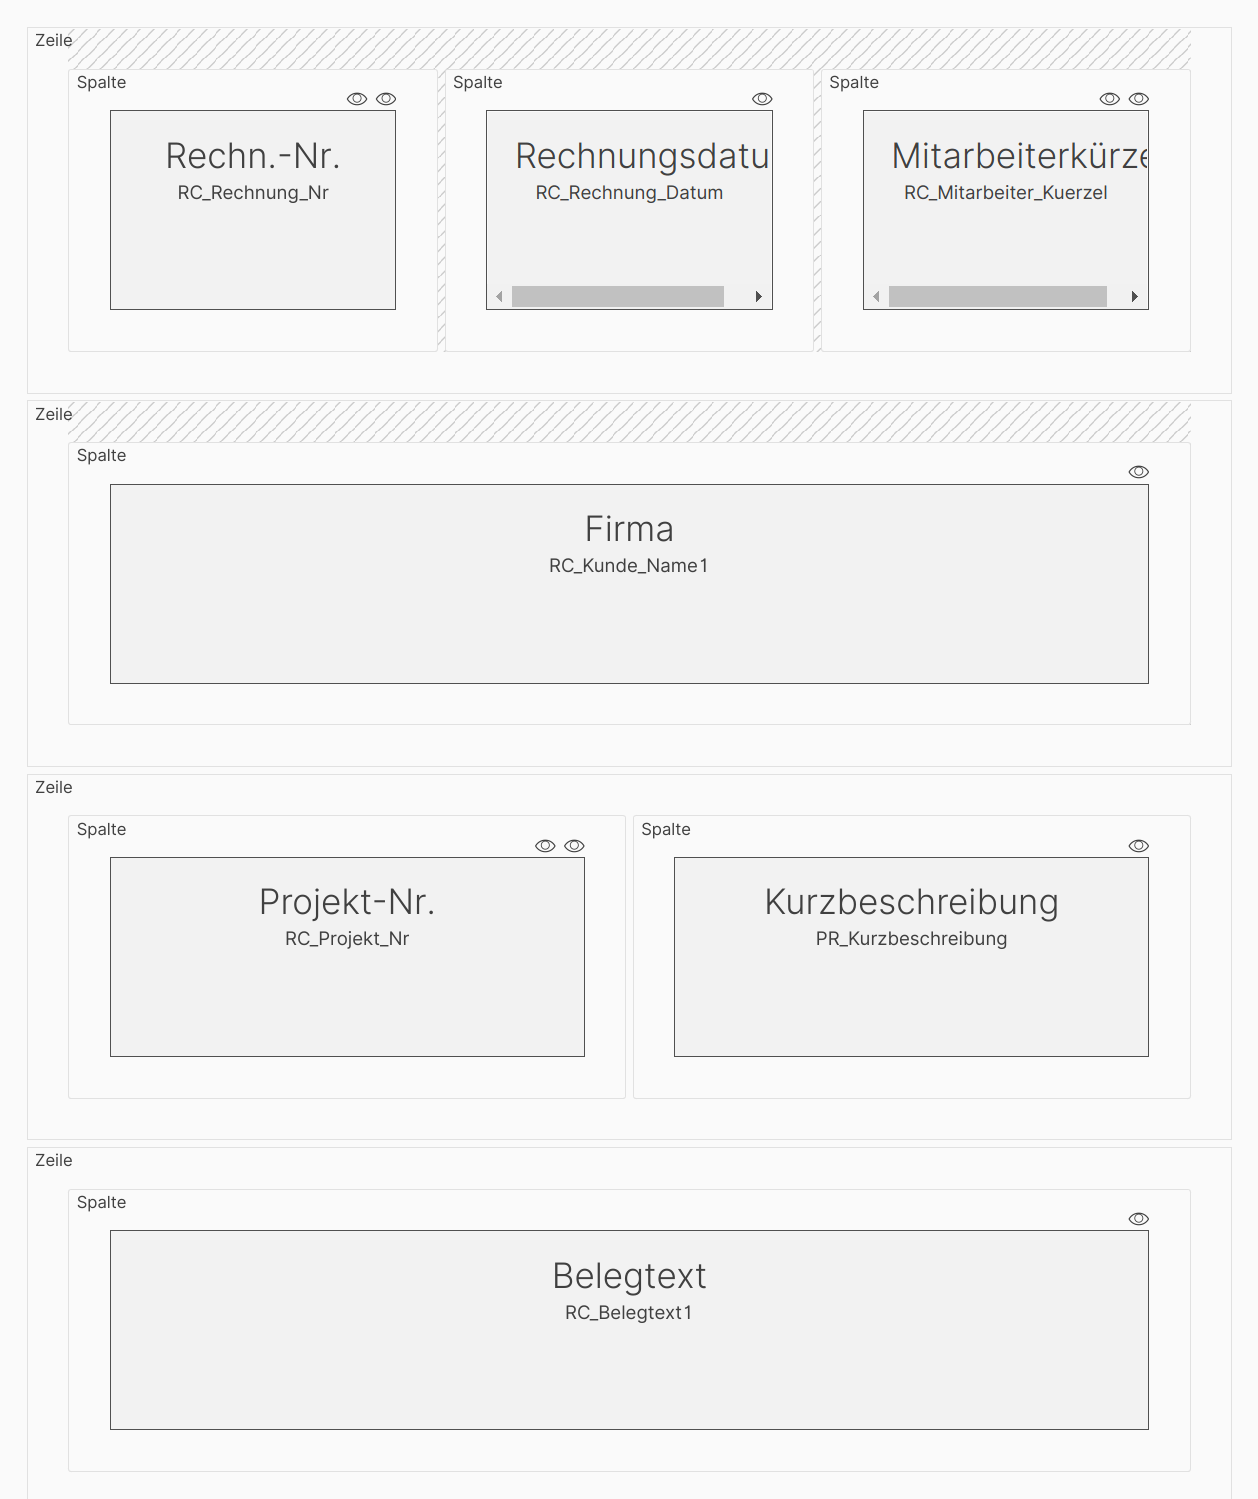 Zeile
Spalte Spalte Spalte
Rechn.-Nr. Rechnungsdatu Mitarbeiterkürze
RC_Rechnung_Nr RC_Rechnung_Datum RC_Mitarbeiter_Kuerzel
Zeile
Spalte
Firma
RC_Kunde_Name1
Zeile
Spalte Spalte
Projekt-Nr. Kurzbeschreibung
RC_Projekt_Nr PR_Kurzbeschreibung
Zeile
Spalte
Belegtext
RC_Belegtext1